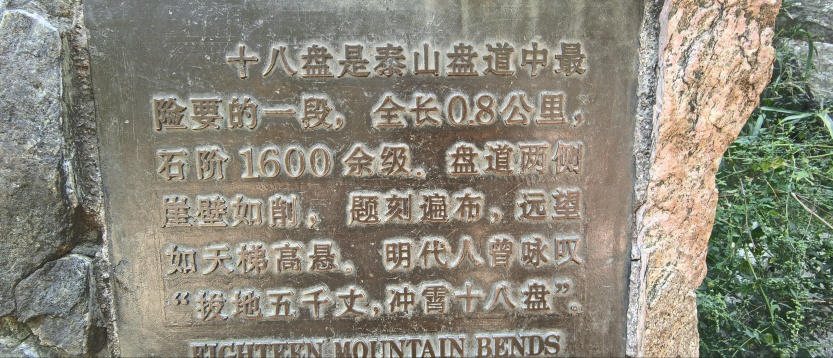 十八盘是泰山盘道中最
险要的一段，全长0.8公里，
石阶1600余级。盘道两侧
崖壁如削，题刻遍布，远望
如天梯高悬。明代人曾咏叹
“拔地五千丈，冲霄十八盘”。
EIGHTEEN MOUNTAIN BENDS